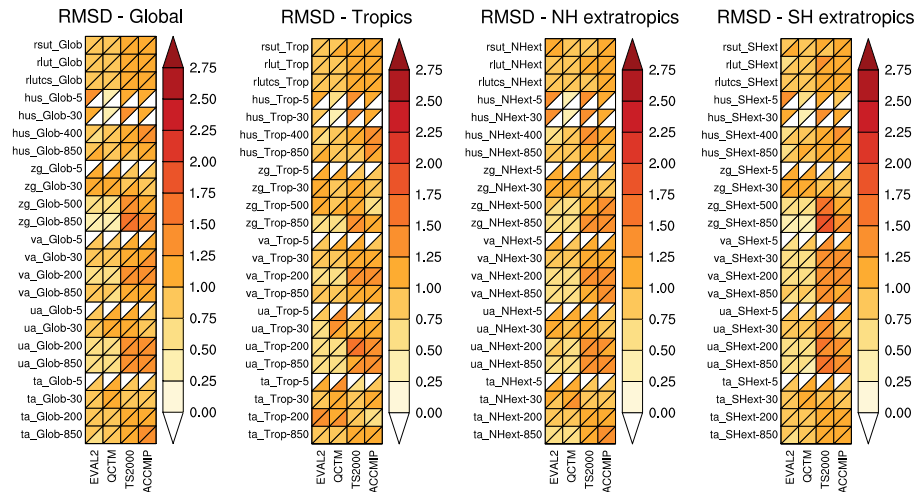 RMSD - Global
rsut_Glob
rlut_Glob
rlutcs_Glob
hus_Glob-5
hus_Glob-30
hus_Glob-400
hus_Glob-850
zg_Glob-5
zg_Glob-30
zg_Glob-500
zg_Glob-850
va_Glob-5
va_Glob-30
va_Glob-200
va_Glob-850
ua_Glob-5
ua_Glob-30
ua_Glob-200
ua_Glob-850
ta_Glob-5
ta_Glob-30
ta_Glob-200
ta_Glob-850
EVAL2
QCTM
TS2000
ACCMIP
2.75
2.50
2.25
2.00
1.75
1.50
1.25
1.00
0.75
0.50
0.25
0.00
RMSD - Tropics
rsut_Trop
rlut_Trop
rlutcs_Trop
hus_Trop-5
hus_Trop-30
hus_Trop-400
hus_Trop-850
zg_Trop-5
zg_Trop-30
zg_Trop-500
zg_Trop-850
va_Trop-5
va_Trop-30
va_Trop-200
va_Trop-850
ua_Trop-5
ua_Trop-30
ua_Trop-200
ua_Trop-850
ta_Trop-5
ta_Trop-30
ta_Trop-200
ta_Trop-850
EVAL2
QCTM
TS2000
ACCMIP
2.75
2.50
2.25
2.00
1.75
1.50
1.25
1.00
0.75
0.50
0.25
0.00
RMSD - NH extratropics
rsut_NHext
rlut_NHext
rlutcs_NHext
hus_NHext-5
hus_NHext-30
hus_NHext-400
hus_NHext-850
zg_NHext-5
zg_NHext-30
zg_NHext-500
zg_NHext-850
va_NHext-5
va_NHext-30
va_NHext-200
va_NHext-850
ua_NHext-5
ua_NHext-30
ua_NHext-200
ua_NHext-850
ta_NHext-5
ta_NHext-30
ta_NHext-200
ta_NHext-850
EVAL2
QCTM
TS2000
ACCMIP
2.75
2.50
2.25
2.00
1.75
1.50
1.25
1.00
0.75
0.50
0.25
0.00
RMSD - SH extratropics
rsut_SHext
rlut_SHext
rlutcs_SHext
hus_SHext-5
hus_SHext-30
hus_SHext-400
hus_SHext-850
zg_SHext-5
zg_SHext-30
zg_SHext-500
zg_SHext-850
va_SHext-5
va_SHext-30
va_SHext-200
va_SHext-850
ua_SHext-5
ua_SHext-30
ua_SHext-200
ua_SHext-850
ta_SHext-5
ta_SHext-30
ta_SHext-200
ta_SHext-850
EVAL2
QCTM
TS2000
ACCMIP
2.75
2.50
2.25
2.00
1.75
1.50
1.25
1.00
0.75
0.50
0.25
0.00